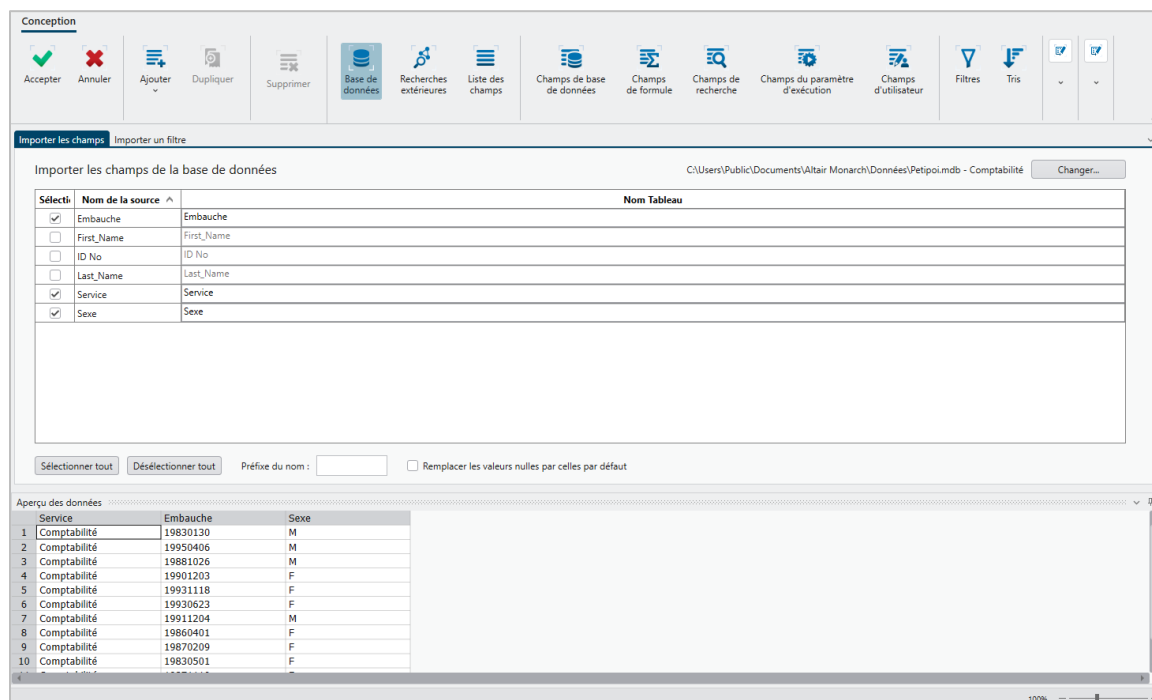 Conception
Accepter Annuler Ajouter Dupliquer Supprimer Base de données Recherches extérieures Liste des champs Champs de base de données Champs de formule Champs de recherche Champs du paramètre d'exécution Champs d'utilisateur Filtres Tris
Importer les champs Importer un filtre
Importer les champs de la base de données C:\Users\Public\Documents\Altair Monarch\Données\Petipoi.mdb - Comptabilité Changer...
Sélecti Nom de la source Nom Tableau
Embauche Embauche
First_Name First_Name
ID No ID No
Last_Name Last_Name
Service Service
Sexe Sexe
Sélectionner tout Désélectionner tout Préfixe du nom : Remplacer les valeurs nulles par celles par défaut
Aperçu des données
Service Embauche Sexe
1 Comptabilité 19830130 M
2 Comptabilité 19950406 M
3 Comptabilité 19881026 M
4 Comptabilité 19901203 F
5 Comptabilité 19931118 F
6 Comptabilité 19930623 F
7 Comptabilité 19911204 M
8 Comptabilité 19860401 F
9 Comptabilité 19870209 F
10 Comptabilité 19830501 F
100%